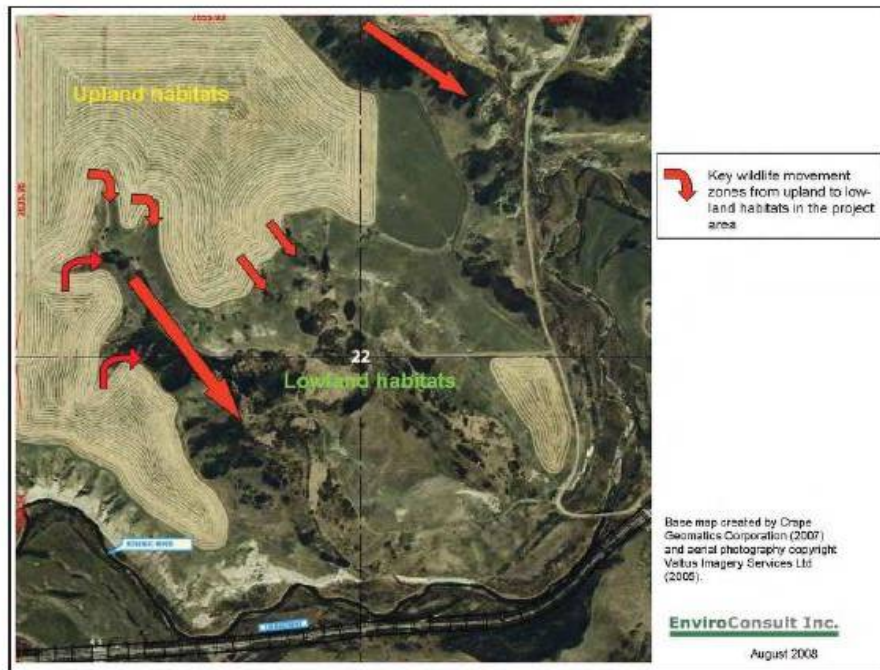 Upland habitats
22
Lowland habitats
Key wildlife movement
zones from upland to low-
land habitats in the project
area
Base map created by Crape
Geomatics Corporation (2007)
and aerial photography copyright
Valtus Imagery Services Ltd
(2005).
EnviroConsult Inc.
August 2008